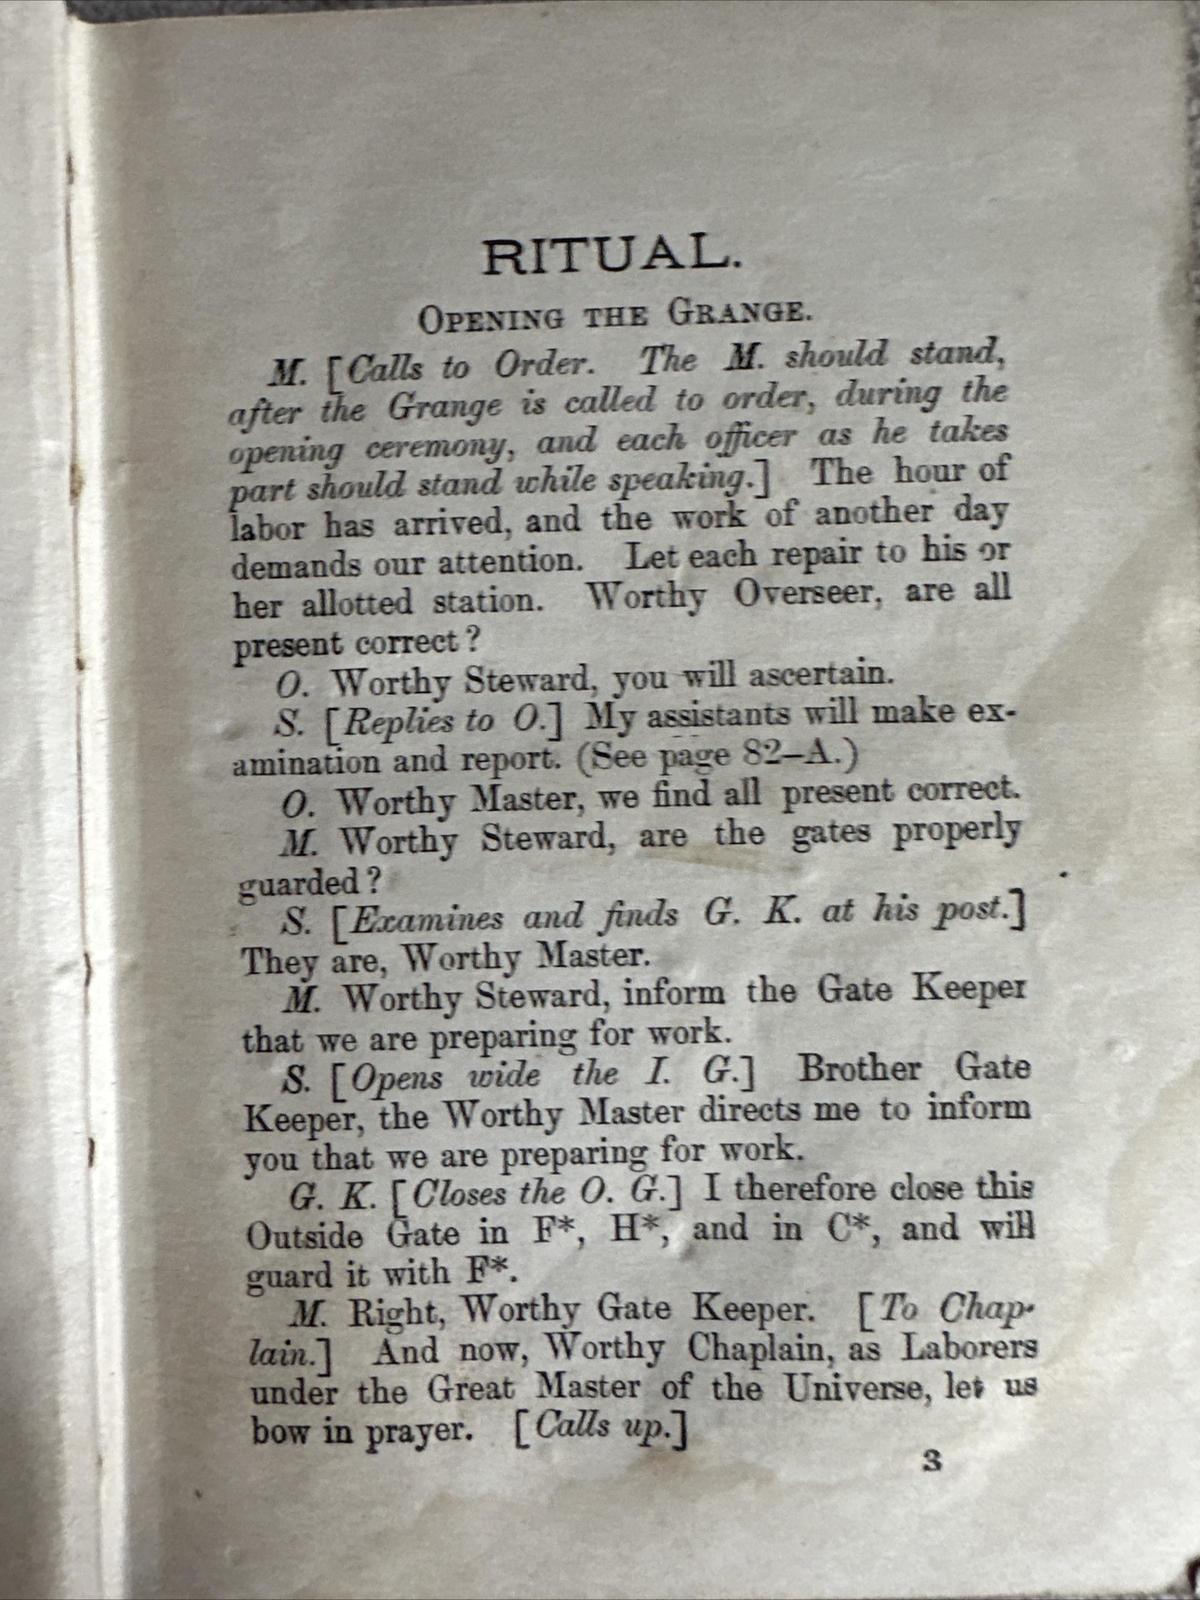 RITUAL.
OPENING THE GRANGE.
M. [Calls to Order. The M. should stand,
after the Grange is called to order, during the
opening ceremony, and each officer as he takes
part should stand while speaking.] The hour of
labor has arrived, and the work of another day
demands our attention. Let each repair to his or
her allotted station. Worthy Overseer, are all
present correct?
O. Worthy Steward, you will ascertain.
S. [Replies to O.] My assistants will make ex-
amination and report. (See page 82–A.)
O. Worthy Master, we find all present correct.
M. Worthy Steward, are the gates properly
guarded?
S. [Examines and finds G. K. at his post.]
They are, Worthy Master.
M. Worthy Steward, inform the Gate Keeper
that we are preparing for work.
S. [Opens wide the I. G.] Brother Gate
Keeper, the Worthy Master directs me to inform
you that we are preparing for work.
G. K. [Closes the O. G.] I therefore close this
Outside Gate in F*, H*, and in C*, and will
guard it with F*.
M. Right, Worthy Gate Keeper. [To Chap-
lain.] And now, Worthy Chaplain, as Laborers
under the Great Master of the Universe, let us
bow in prayer. [Calls up.]
3